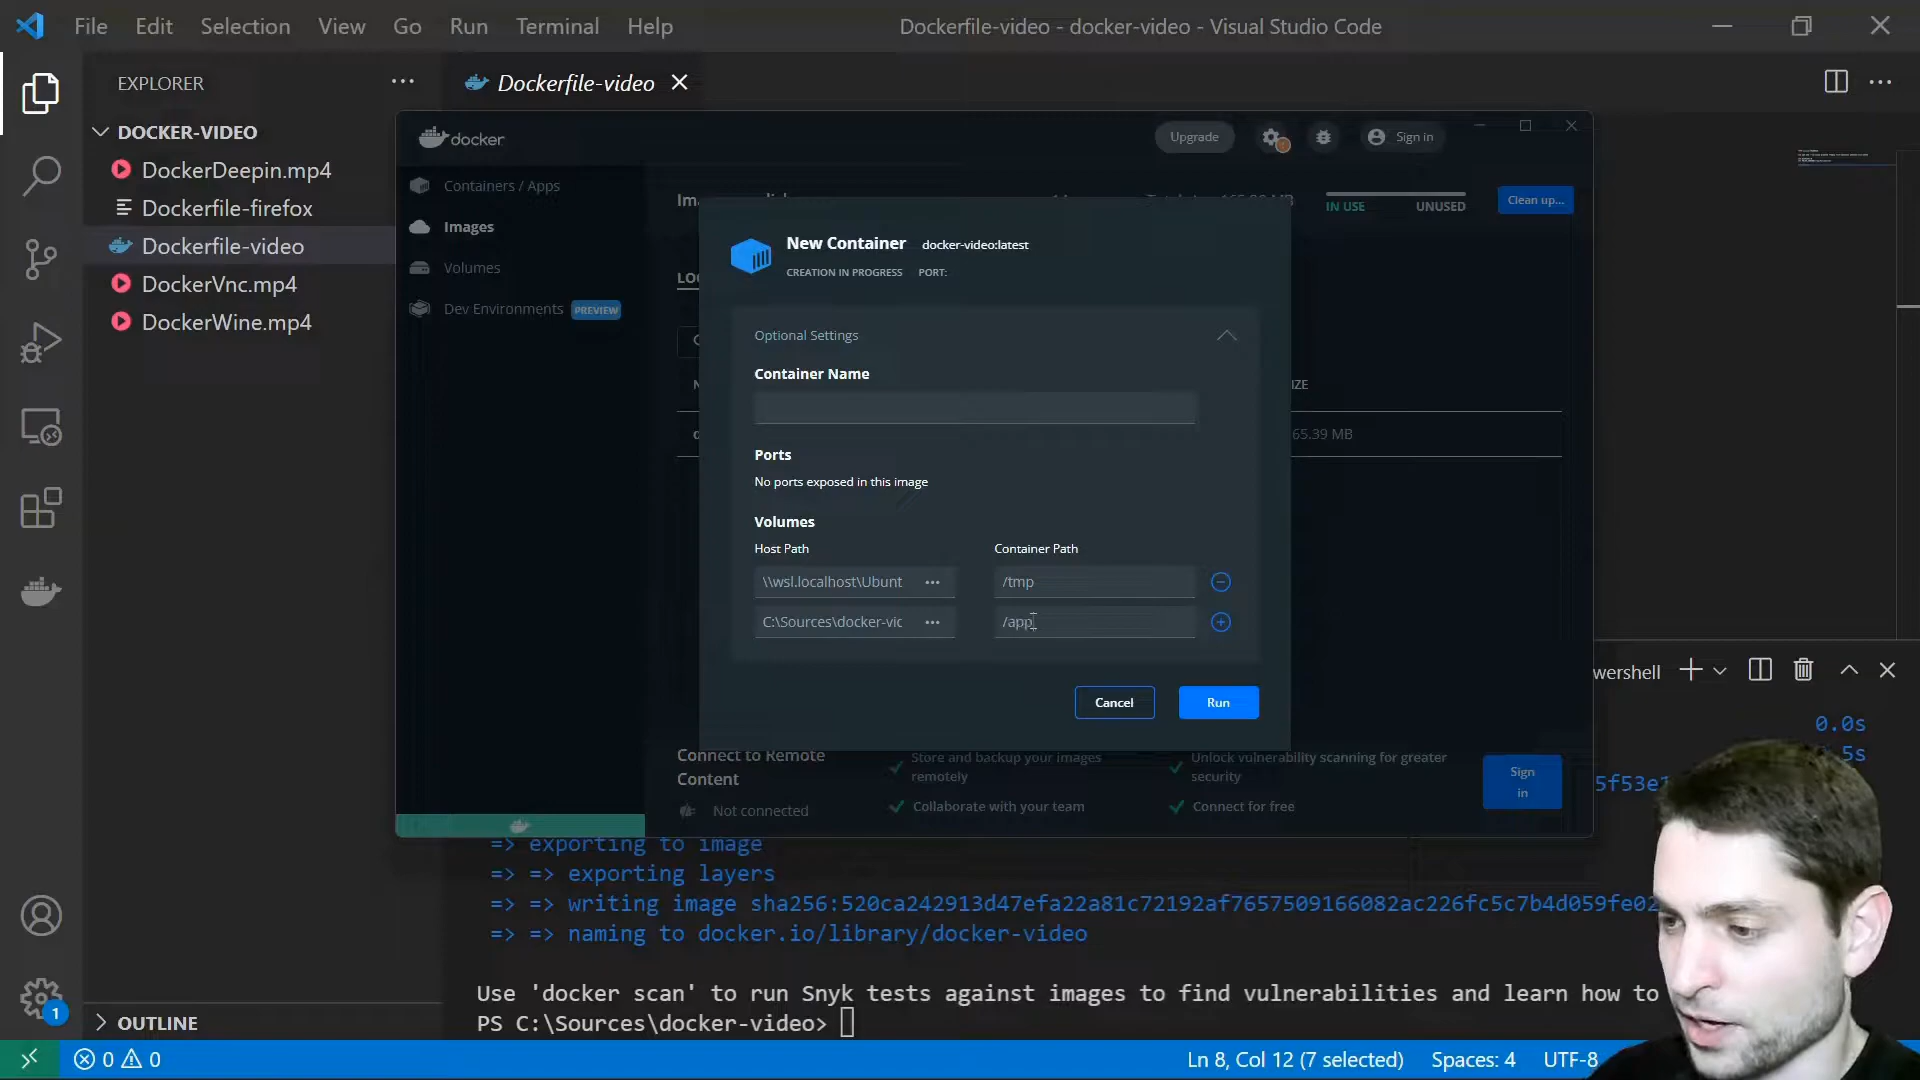 File Edit Selection View Go Run Terminal Help Dockerfile-video - docker-video - Visual Studio Code
EXPLORER
Dockerfile-video
DOCKER-VIDEO
DockerDeepin.mp4
Dockerfile-firefox
Dockerfile-video
DockerVnc.mp4
DockerWine.mp4
docker
Upgrade
Sign in
Containers / Apps
Images
Volumes
Dev Environments PREVIEW
IN USE UNUSED
Clean up...
New Container docker-video:latest
CREATION IN PROGRESS PORT:
Optional Settings
Container Name
Ports
No ports exposed in this image
Volumes
Host Path Container Path
\\wsl.localhost\Ubunt ••• /tmp
C:\Sources\docker-vic ••• /app
Cancel Run
65.39 MB
Connect to Remote
Content
Not connected
Store and backup your images
remotely
Collaborate with your team
Unlock vulnerability scanning for greater
security
Connect for free
Sign
in
0.0s
=> exporting to image
=> => exporting layers
=> => writing image sha256:520ca242913d47efa22a81c72192af7657509166082ac226fc5c7b4d059fe02
=> => naming to docker.io/library/docker-video
Use 'docker scan' to run Snyk tests against images to find vulnerabilities and learn how to
PS C:\Sources\docker-video>
OUTLINE
1
0 0
Ln 8, Col 12 (7 selected) Spaces: 4 UTF-8